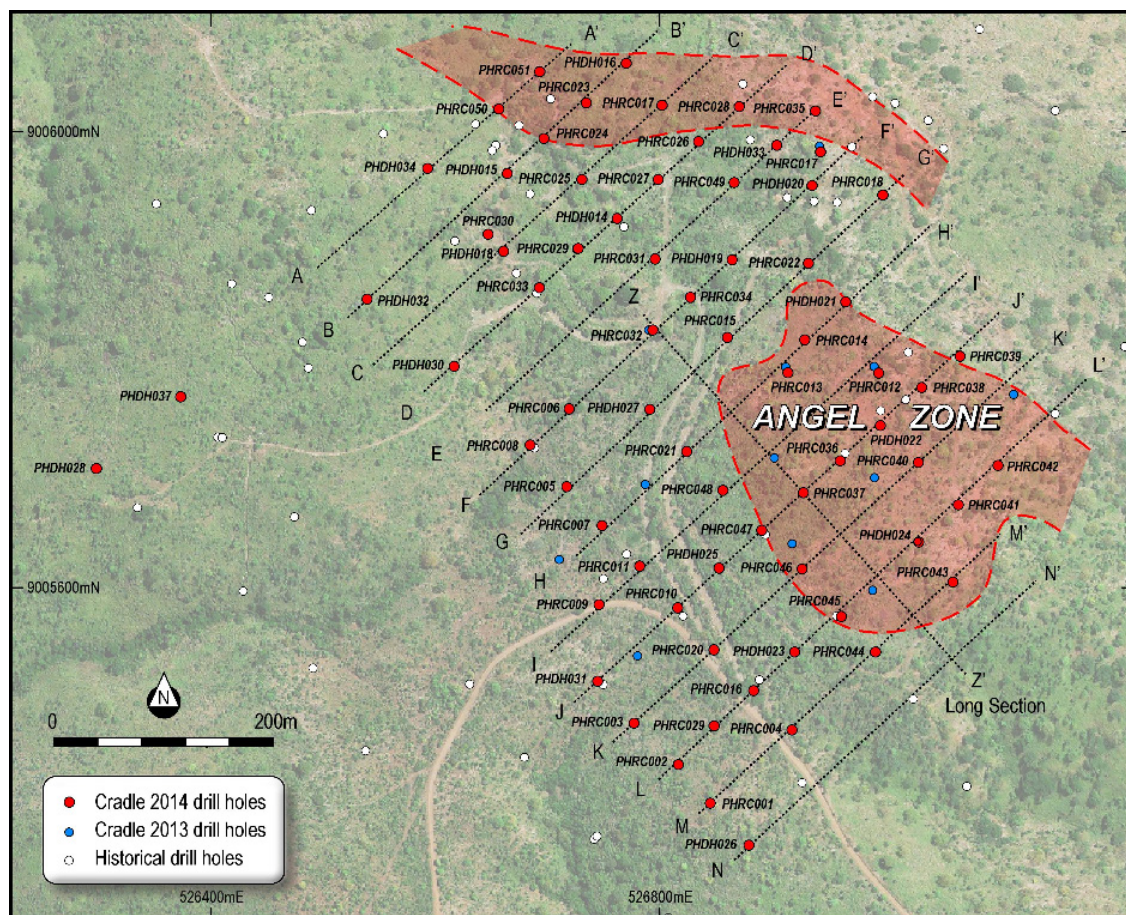 A'
B'
C'
D'
PHRC051
PHDH016
PHRC023
PHRC050
PHRC017
PHRC028
PHRC035
E'
9006000mN
PHRC024
PHRC026
PHDH033
PHRC017
F'
G'
PHDH034
PHDH015
PHRC025
PHRC027
PHRC049
PHDH020
PHRC018
PHDH014
PHRC030
PHDH018
PHRC029
PHRC031
PHDH019
PHRC022
H'
A
PHDH032
PHRC033
PHRC034
PHDH021
I'
B
Z
PHRC032
PHRC015
PHRC014
J'
K'
C
PHDH030
PHRC013
PHRC012
PHRC039
PHRC038
L'
D
PHDH037
PHRC006
PHDH027
ANGEL ZONE
E
PHRC008
PHRC021
PHRC036
PHDH022
PHRC040
PHRC042
PHDH028
F
PHRC005
PHRC048
PHRC037
PHRC041
G
PHRC007
PHRC047
PHDH024
M'
9005600mN
H
PHRC011
PHDH025
PHRC046
PHRC043
N'
PHRC009
PHRC010
PHRC045
I
PHRC020
PHDH023
PHRC044
PHDH031
J
PHRC016
Z'
Long Section
N
0
200m
PHRC003
K
PHRC029
PHRC004
PHRC002
L
PHRC001
M
PHDH026
N
Cradle 2014 drill holes
Cradle 2013 drill holes
Historical drill holes
526400mE
526800mE